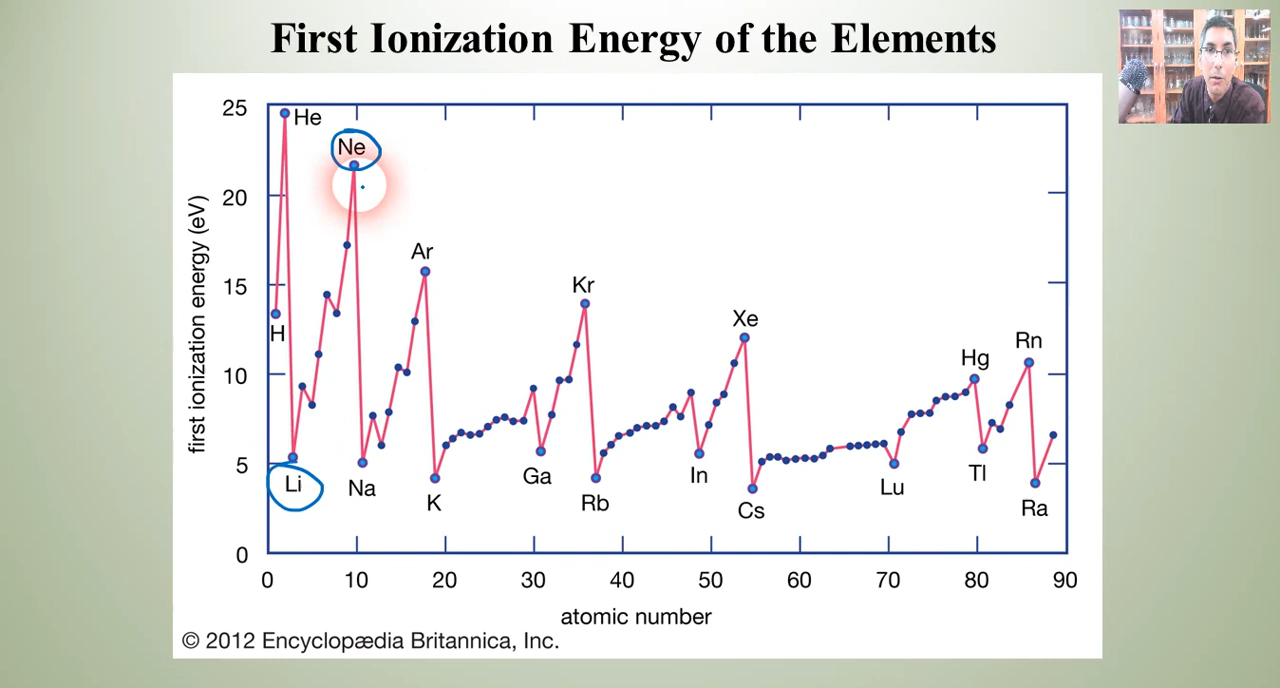 First Ionization Energy of the Elements
25
20
15
10
5
0
first ionization energy (eV)
He
Ne
H
Li
Ar
Na
K
Kr
Ga
Rb
Xe
In
Cs
Hg
Rn
Lu
Tl
Ra
0 10 20 30 40 50 60 70 80 90
atomic number
© 2012 Encyclopædia Britannica, Inc.